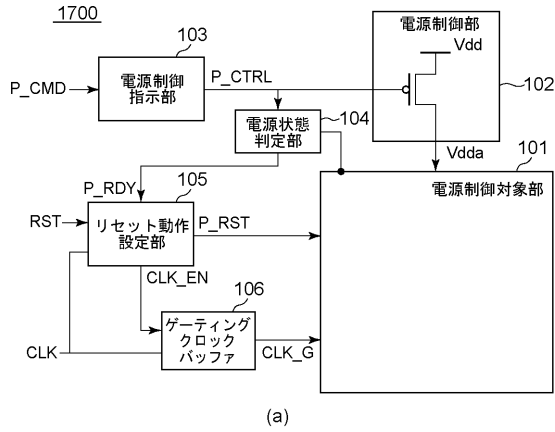 1700
103
電源制御
指示部
P_CMD
P_CTRL
電源制御部
Vdd
102
Vdda
104
電源状態
判定部
101
電源制御対象部
P_RDY
105
RST
リセット動作
設定部
P_RST
CLK_EN
106
ゲーティング
クロック
バッファ
CLK
CLK_G
(a)